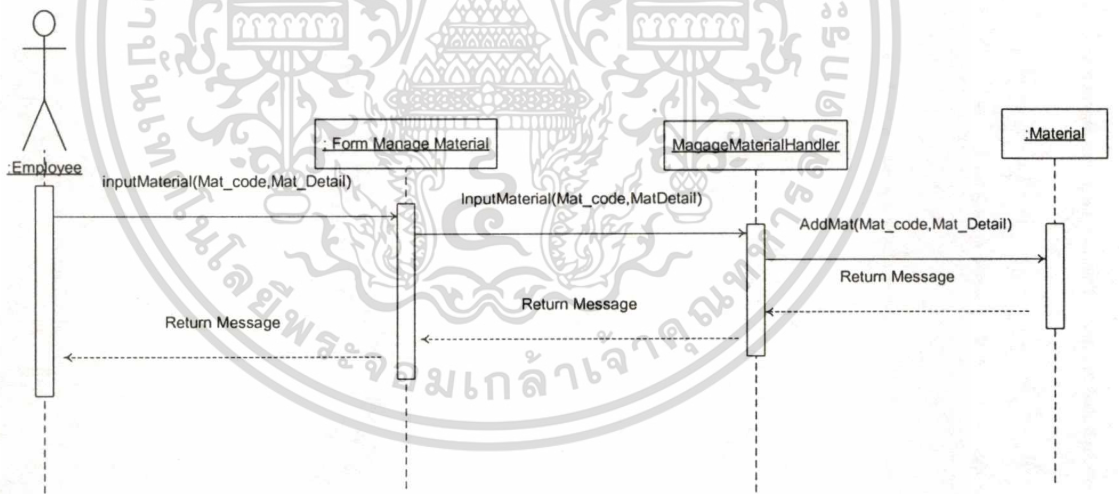 :Employee
: Form Manage Material
MagageMaterialHandler
:Material
inputMaterial(Mat_code,Mat_Detail)
InputMaterial(Mat_code,MatDetail)
AddMat(Mat_code,Mat_Detail)
Return Message
Return Message
Return Message